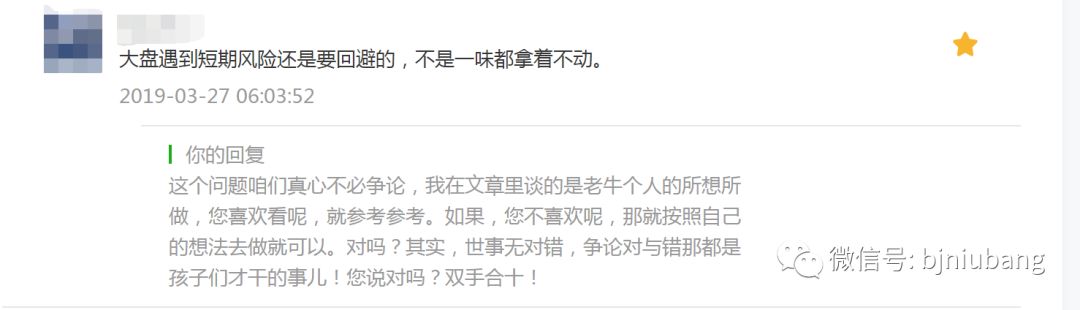 大盘遇到短期风险还是要回避的，不是一味都拿着不动。
2019-03-27 06:03:52
你的回复
这个问题咱们真心不必争论，我在文章里谈的是老牛个人的所想所
做，您喜欢看呢，就参考参考。如果，您不喜欢呢，那就按照自己
的想法去做就可以。对吗？其实，世事无对错，争论对与错那都是
孩子们才干的事儿！您说对吗？双手合十！
微信号: bjniubang